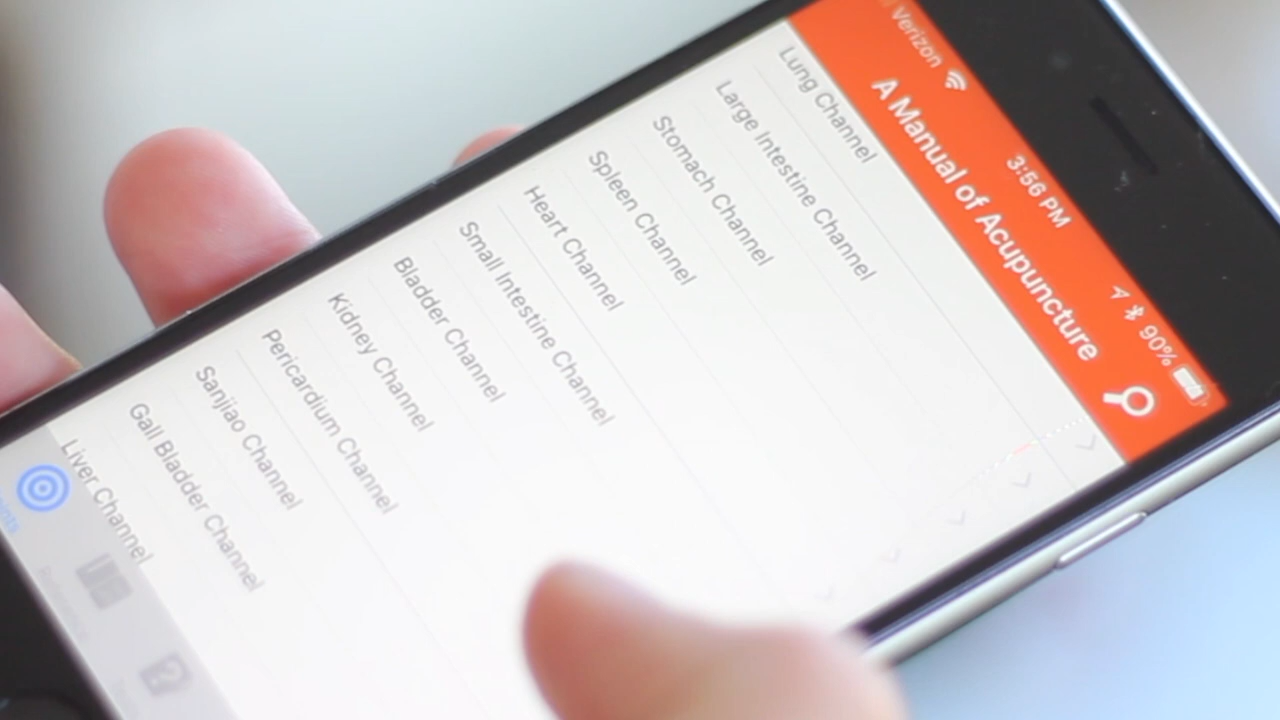 Verizon
3:56 PM
90%
A Manual of Acupuncture
Lung Channel
Large Intestine Channel
Stomach Channel
Spleen Channel
Heart Channel
Small Intestine Channel
Bladder Channel
Kidney Channel
Pericardium Channel
Sanjiao Channel
Gall Bladder Channel
Liver Channel